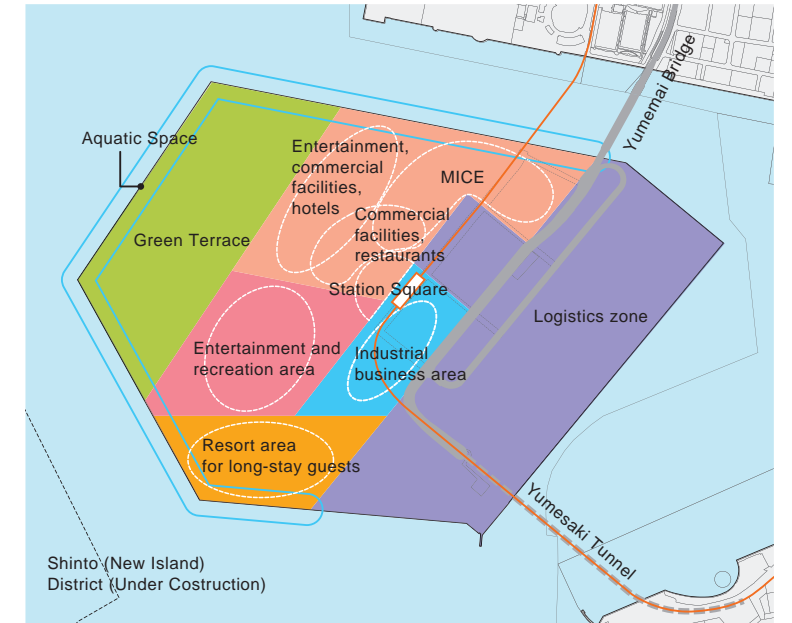 Yumemai Bridge
Aquatic Space
Entertainment,
commercial
facilities,
hotels
MICE
Commercial
facilities,
restaurants
Green Terrace
Station Square
Logistics zone
Entertainment and
recreation area
Industrial
business area
Resort area
for long-stay guests
Yumesaki Tunnel
Shinto (New Island)
District (Under Costruction)